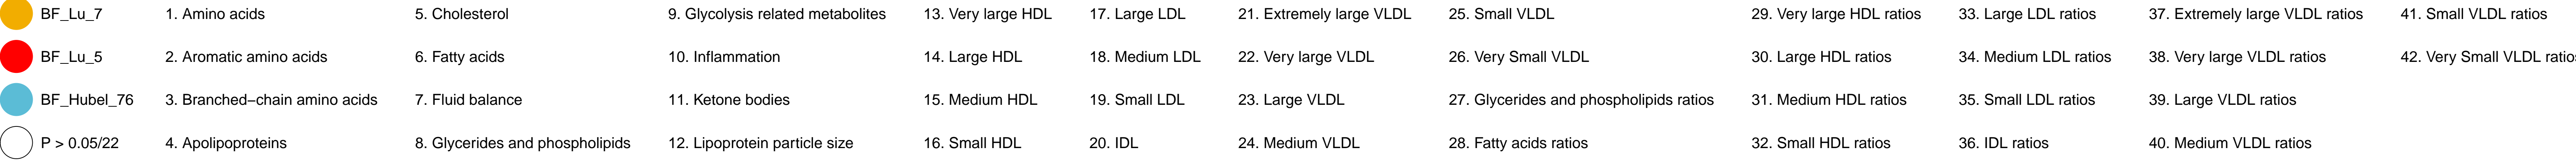 BF_Lu_7
BF_Lu_5
BF_Hubel_76
P > 0.05/22
1. Amino acids
2. Aromatic amino acids
3. Branched−chain amino acids
4. Apolipoproteins
5. Cholesterol
6. Fatty acids
7. Fluid balance
8. Glycerides and phospholipids
9. Glycolysis related metabolites
10. Inflammation
11. Ketone bodies
12. Lipoprotein particle size
13. Very large HDL
14. Large HDL
15. Medium HDL
16. Small HDL
17. Large LDL
18. Medium LDL
19. Small LDL
20. IDL
21. Extremely large VLDL
22. Very large VLDL
23. Large VLDL
24. Medium VLDL
25. Small VLDL
26. Very Small VLDL
27. Glycerides and phospholipids ratios
28. Fatty acids ratios
29. Very large HDL ratios
30. Large HDL ratios
31. Medium HDL ratios
32. Small HDL ratios
33. Large LDL ratios
34. Medium LDL ratios
35. Small LDL ratios
36. IDL ratios
37. Extremely large VLDL ratios
38. Very large VLDL ratios
39. Large VLDL ratios
40. Medium VLDL ratios
41. Small VLDL ratios
42. Very Small VLDL ratios